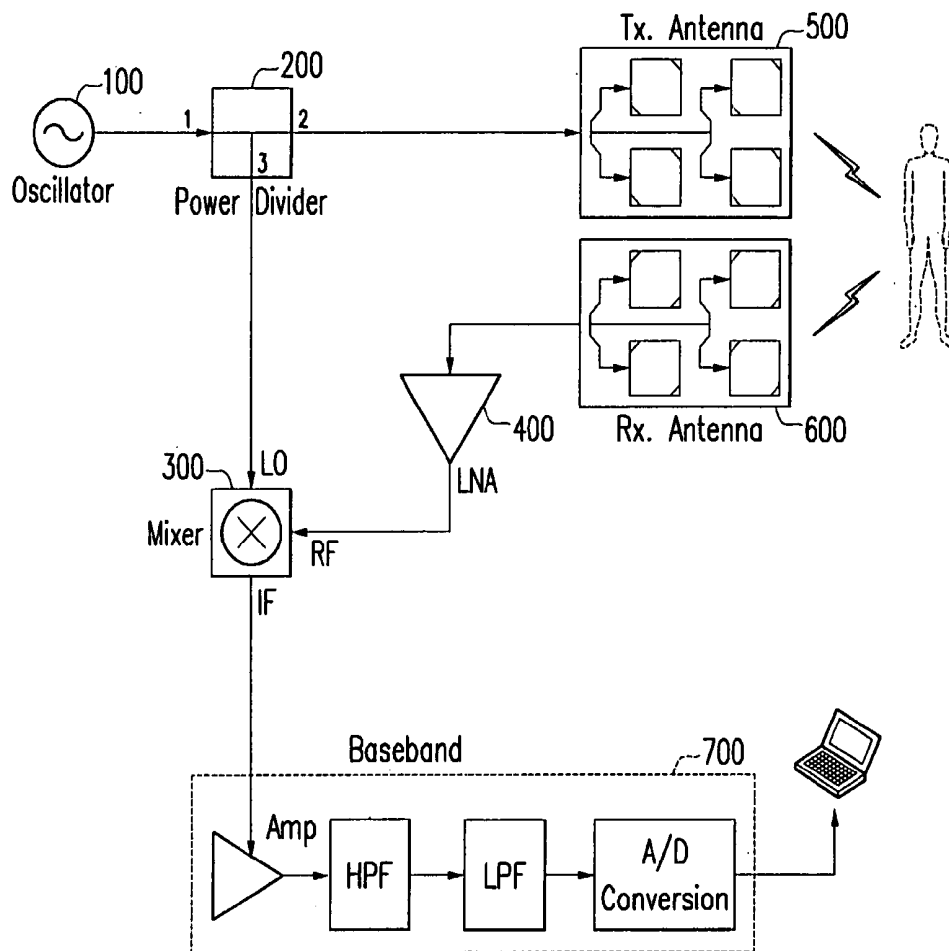 Tx. Antenna
500
100
200
1
2
3
Oscillator
Power Divider
400
LNA
Rx. Antenna
600
300
LO
Mixer
RF
IF
Baseband
700
Amp
HPF
LPF
A/D
Conversion